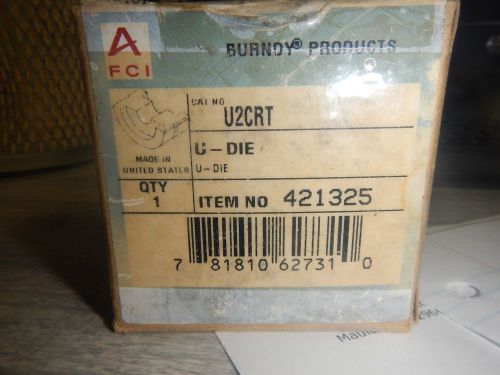 A
FCI
BURNDY® PRODUCTS
CAT NO
U2CRT
U-DIE
U-DIE
MADE IN
UNITED STATES
QTY
1
ITEM NO 421325
7 81810 62731 0